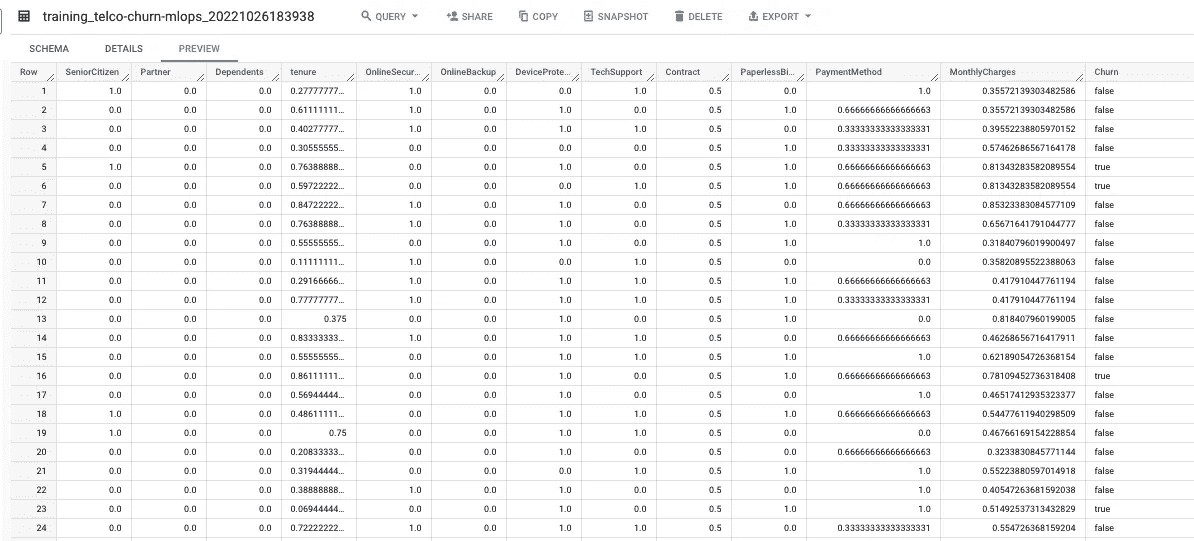 training_telco-churn-mlops_20221026183938 QUERY SHARE COPY SNAPSHOT DELETE EXPORT
SCHEMA DETAILS PREVIEW
Row SeniorCitizen Partner Dependents tenure OnlineSecur... OnlineBackup DeviceProte... TechSupport Contract PaperlessBi... PaymentMethod MonthlyCharges Churn
1 1.0 0.0 0.0 0.27777777... 1.0 0.0 0.0 1.0 0.5 0.0 1.0 0.35572139303482586 false
2 0.0 0.0 0.0 0.61111111... 1.0 0.0 1.0 0.0 0.5 1.0 0.66666666666666663 0.35572139303482586 false
3 0.0 0.0 0.0 0.40277777... 1.0 0.0 1.0 1.0 0.5 0.0 0.33333333333333331 0.39552238805970152 false
4 0.0 0.0 0.0 0.30555555... 0.0 0.0 0.0 0.0 0.5 1.0 0.33333333333333331 0.57462686567164178 false
5 1.0 0.0 0.0 0.76388888... 0.0 0.0 1.0 0.0 0.5 1.0 0.66666666666666663 0.81343283582089554 true
6 0.0 0.0 0.0 0.59722222... 0.0 0.0 0.0 1.0 0.5 1.0 0.66666666666666663 0.81343283582089554 true
7 0.0 0.0 0.0 0.84722222... 1.0 0.0 1.0 0.0 0.5 0.0 0.66666666666666663 0.85323383084577109 false
8 0.0 0.0 0.0 0.76388888... 1.0 0.0 1.0 0.0 0.5 1.0 0.33333333333333331 0.65671641791044777 false
9 0.0 0.0 0.0 0.55555555... 0.0 0.0 1.0 0.0 0.5 1.0 1.0 0.31840796019900497 false
10 0.0 0.0 0.0 0.11111111... 1.0 0.0 0.0 1.0 0.5 0.0 0.0 0.35820895522388063 false
11 0.0 0.0 0.0 0.29166666... 1.0 0.0 1.0 1.0 0.5 1.0 0.66666666666666663 0.417910447761194 false
12 0.0 0.0 0.0 0.77777777... 1.0 0.0 1.0 1.0 0.5 1.0 0.33333333333333331 0.417910447761194 false
13 0.0 0.0 0.0 0.375 0.0 0.0 1.0 0.0 0.5 1.0 0.0 0.818407960199005 false
14 0.0 0.0 0.0 0.83333333... 1.0 0.0 1.0 1.0 0.5 0.0 0.66666666666666663 0.46268656716417911 false
15 0.0 0.0 0.0 0.55555555... 0.0 0.0 1.0 1.0 0.5 0.0 1.0 0.62189054726368154 false
16 0.0 0.0 0.0 0.86111111... 0.0 0.0 1.0 1.0 0.5 1.0 0.66666666666666663 0.78109452736318408 true
17 0.0 0.0 0.0 0.56944444... 0.0 0.0 1.0 1.0 0.5 0.0 1.0 0.46517412935323377 false
18 1.0 0.0 0.0 0.48611111... 0.0 0.0 1.0 0.0 0.5 1.0 0.66666666666666663 0.54477611940298509 false
19 1.0 0.0 0.0 0.75 0.0 0.0 1.0 1.0 0.5 0.0 0.0 0.46766169154228854 false
20 0.0 0.0 0.0 0.20833333... 0.0 0.0 1.0 1.0 0.5 0.0 0.66666666666666663 0.3233830845771144 false
21 0.0 0.0 0.0 0.31944444... 0.0 0.0 0.0 1.0 0.5 1.0 1.0 0.55223880597014918 false
22 0.0 0.0 0.0 0.38888888... 1.0 0.0 1.0 0.0 0.5 0.0 1.0 0.40547263681592038 false
23 0.0 0.0 0.0 0.06944444... 0.0 0.0 1.0 0.0 0.5 1.0 1.0 0.51492537313432829 true
24 0.0 0.0 0.0 0.72222222... 1.0 0.0 1.0 1.0 0.5 0.0 0.33333333333333331 0.554726368159204 false